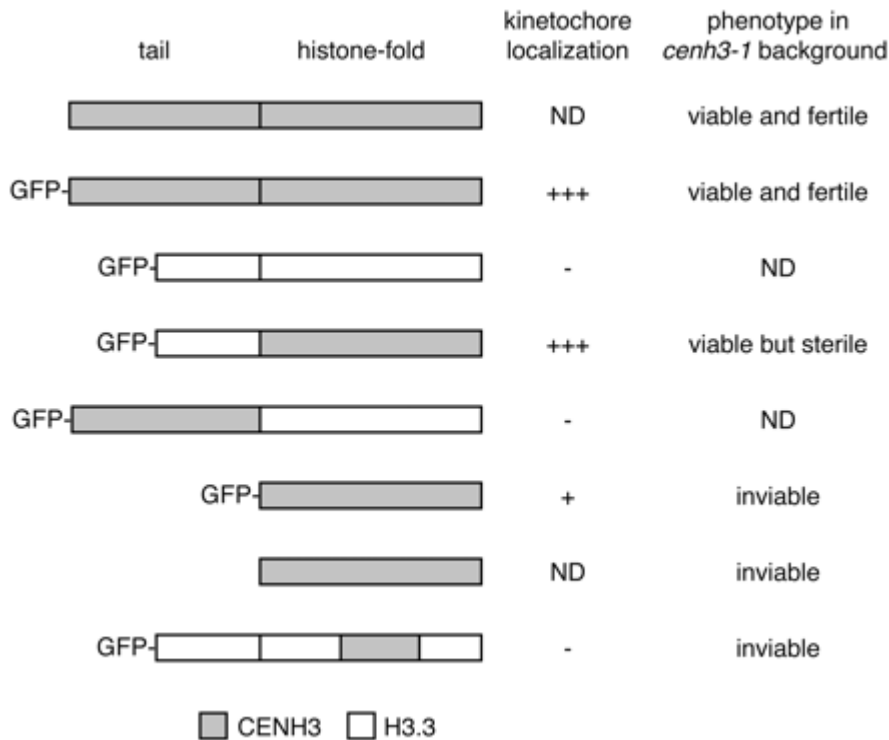 tail histone-fold kinetochore localization phenotype in cenh3-1 background
ND viable and fertile
GFP- +++ viable and fertile
GFP- - ND
GFP- +++ viable but sterile
GFP- - ND
GFP- + inviable
ND inviable
GFP- - inviable
CENH3 H3.3